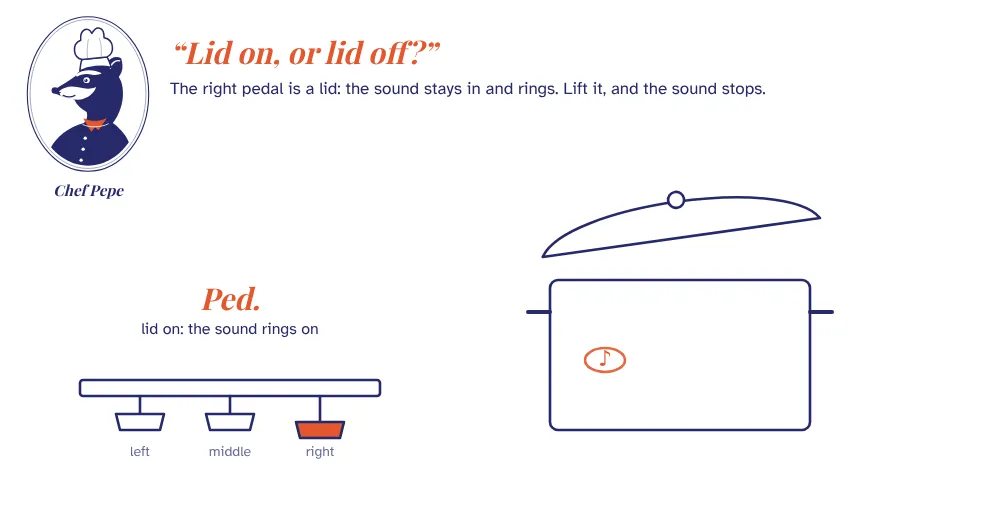 “Lid on, or lid off?”
The right pedal is a lid: the sound stays in and rings. Lift it, and the sound stops.
Chef Pepe
Ped.
lid on: the sound rings on
left
middle
right